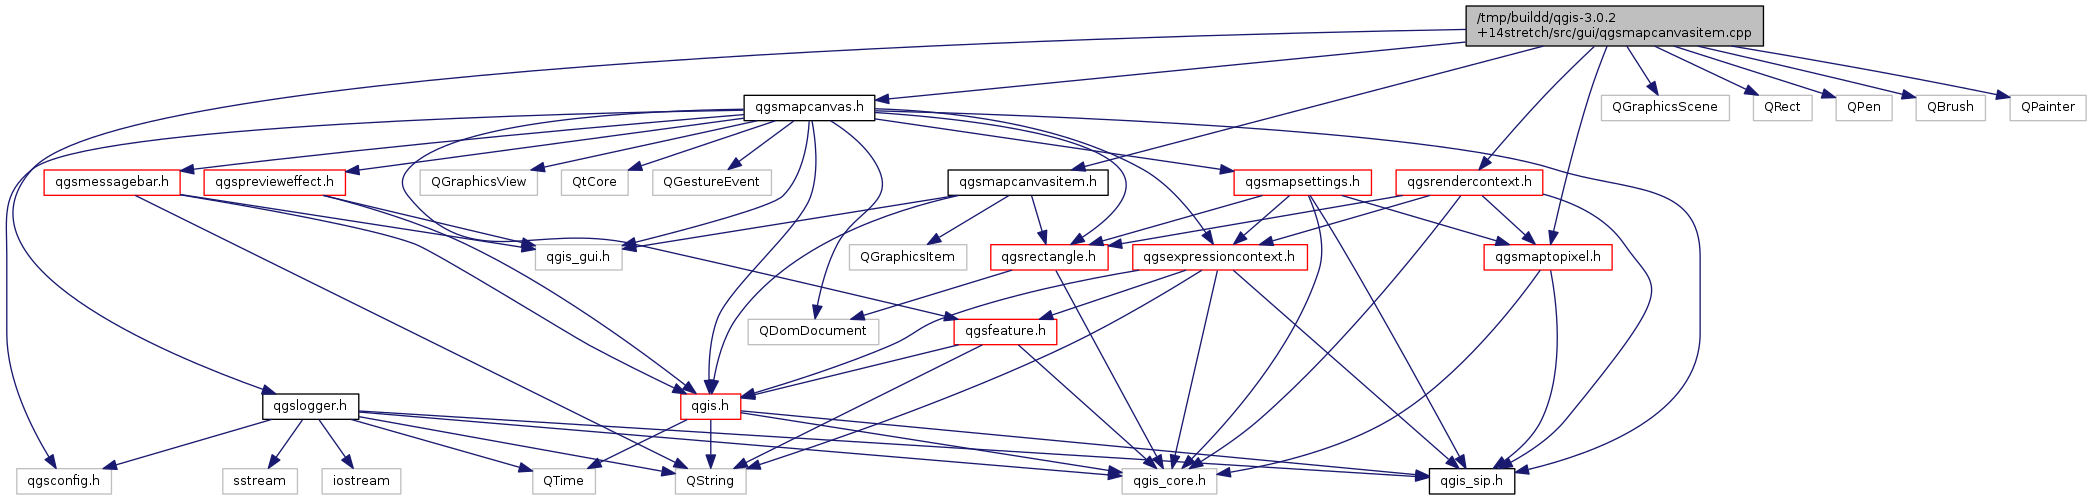 /tmp/buildd/qgis-3.0.2
+14stretch/src/gui/qgsmapcanvasitem.cpp
qgsmapcanvas.h
QGraphicsScene
QRect
QPen
QBrush
QPainter
qgsmessagebar.h
qgsprevieweffect.h
QGraphicsView
QtCore
QGestureEvent
qgsmapcanvasitem.h
qgsmapsettings.h
qgsrendercontext.h
qgis_gui.h
QGraphicsItem
qgsrectangle.h
qgsexpressioncontext.h
qgsmaptopixel.h
QDomDocument
qgsfeature.h
qgslogger.h
qgis.h
qgsconfig.h
sstream
iostream
QTime
QString
qgis_core.h
qgis_sip.h